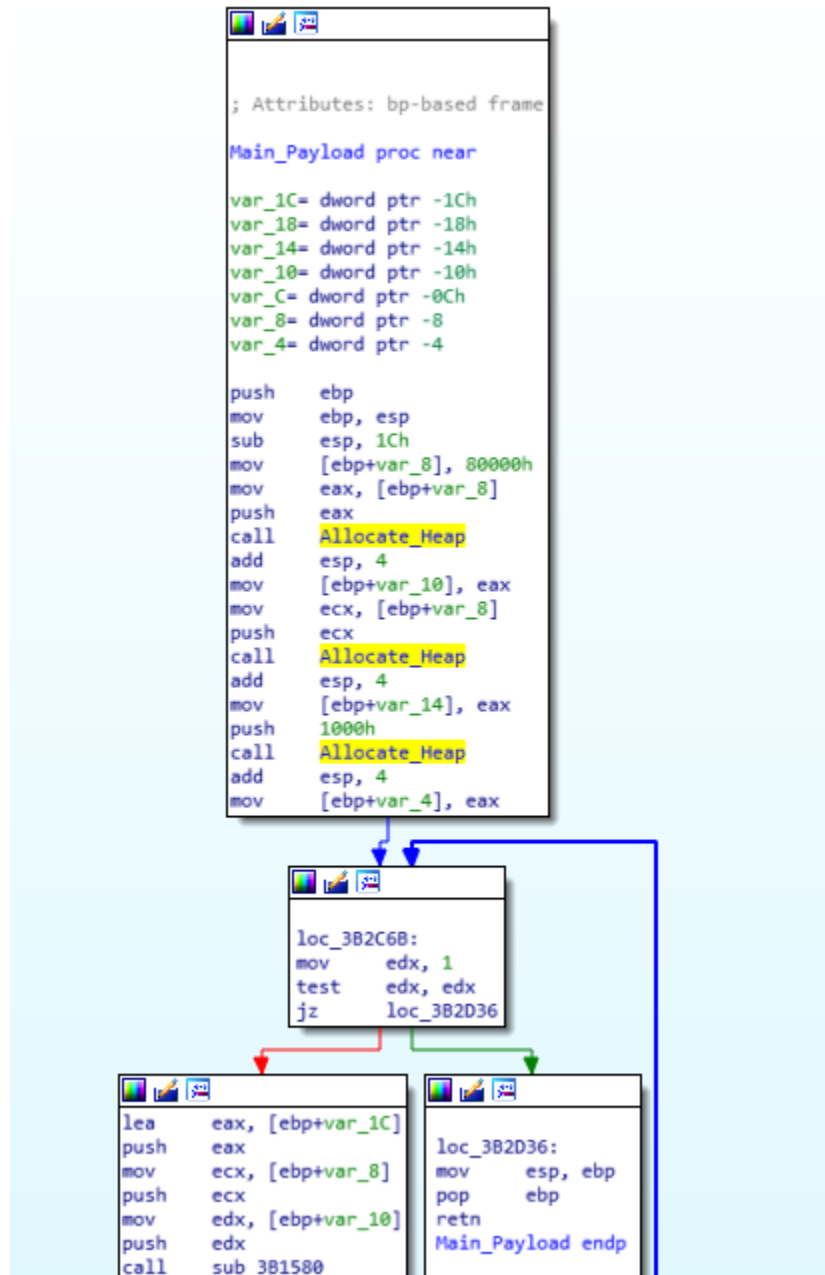 ; Attributes: bp-based frame
Main_Payload proc near
var_1C= dword ptr -1Ch
var_18= dword ptr -18h
var_14= dword ptr -14h
var_10= dword ptr -10h
var_C= dword ptr -0Ch
var_8= dword ptr -8
var_4= dword ptr -4
push ebp
mov ebp, esp
sub esp, 1Ch
mov [ebp+var_8], 80000h
mov eax, [ebp+var_8]
push eax
call Allocate_Heap
add esp, 4
mov [ebp+var_10], eax
mov ecx, [ebp+var_8]
push ecx
call Allocate_Heap
add esp, 4
mov [ebp+var_14], eax
push 1000h
call Allocate_Heap
add esp, 4
mov [ebp+var_4], eax
loc_3B2C6B:
mov edx, 1
test edx, edx
jz loc_3B2D36
lea eax, [ebp+var_1C]
push eax
mov ecx, [ebp+var_8]
push ecx
mov edx, [ebp+var_10]
push edx
call sub_3B1580
loc_3B2D36:
mov esp, ebp
pop ebp
retn
Main_Payload endp